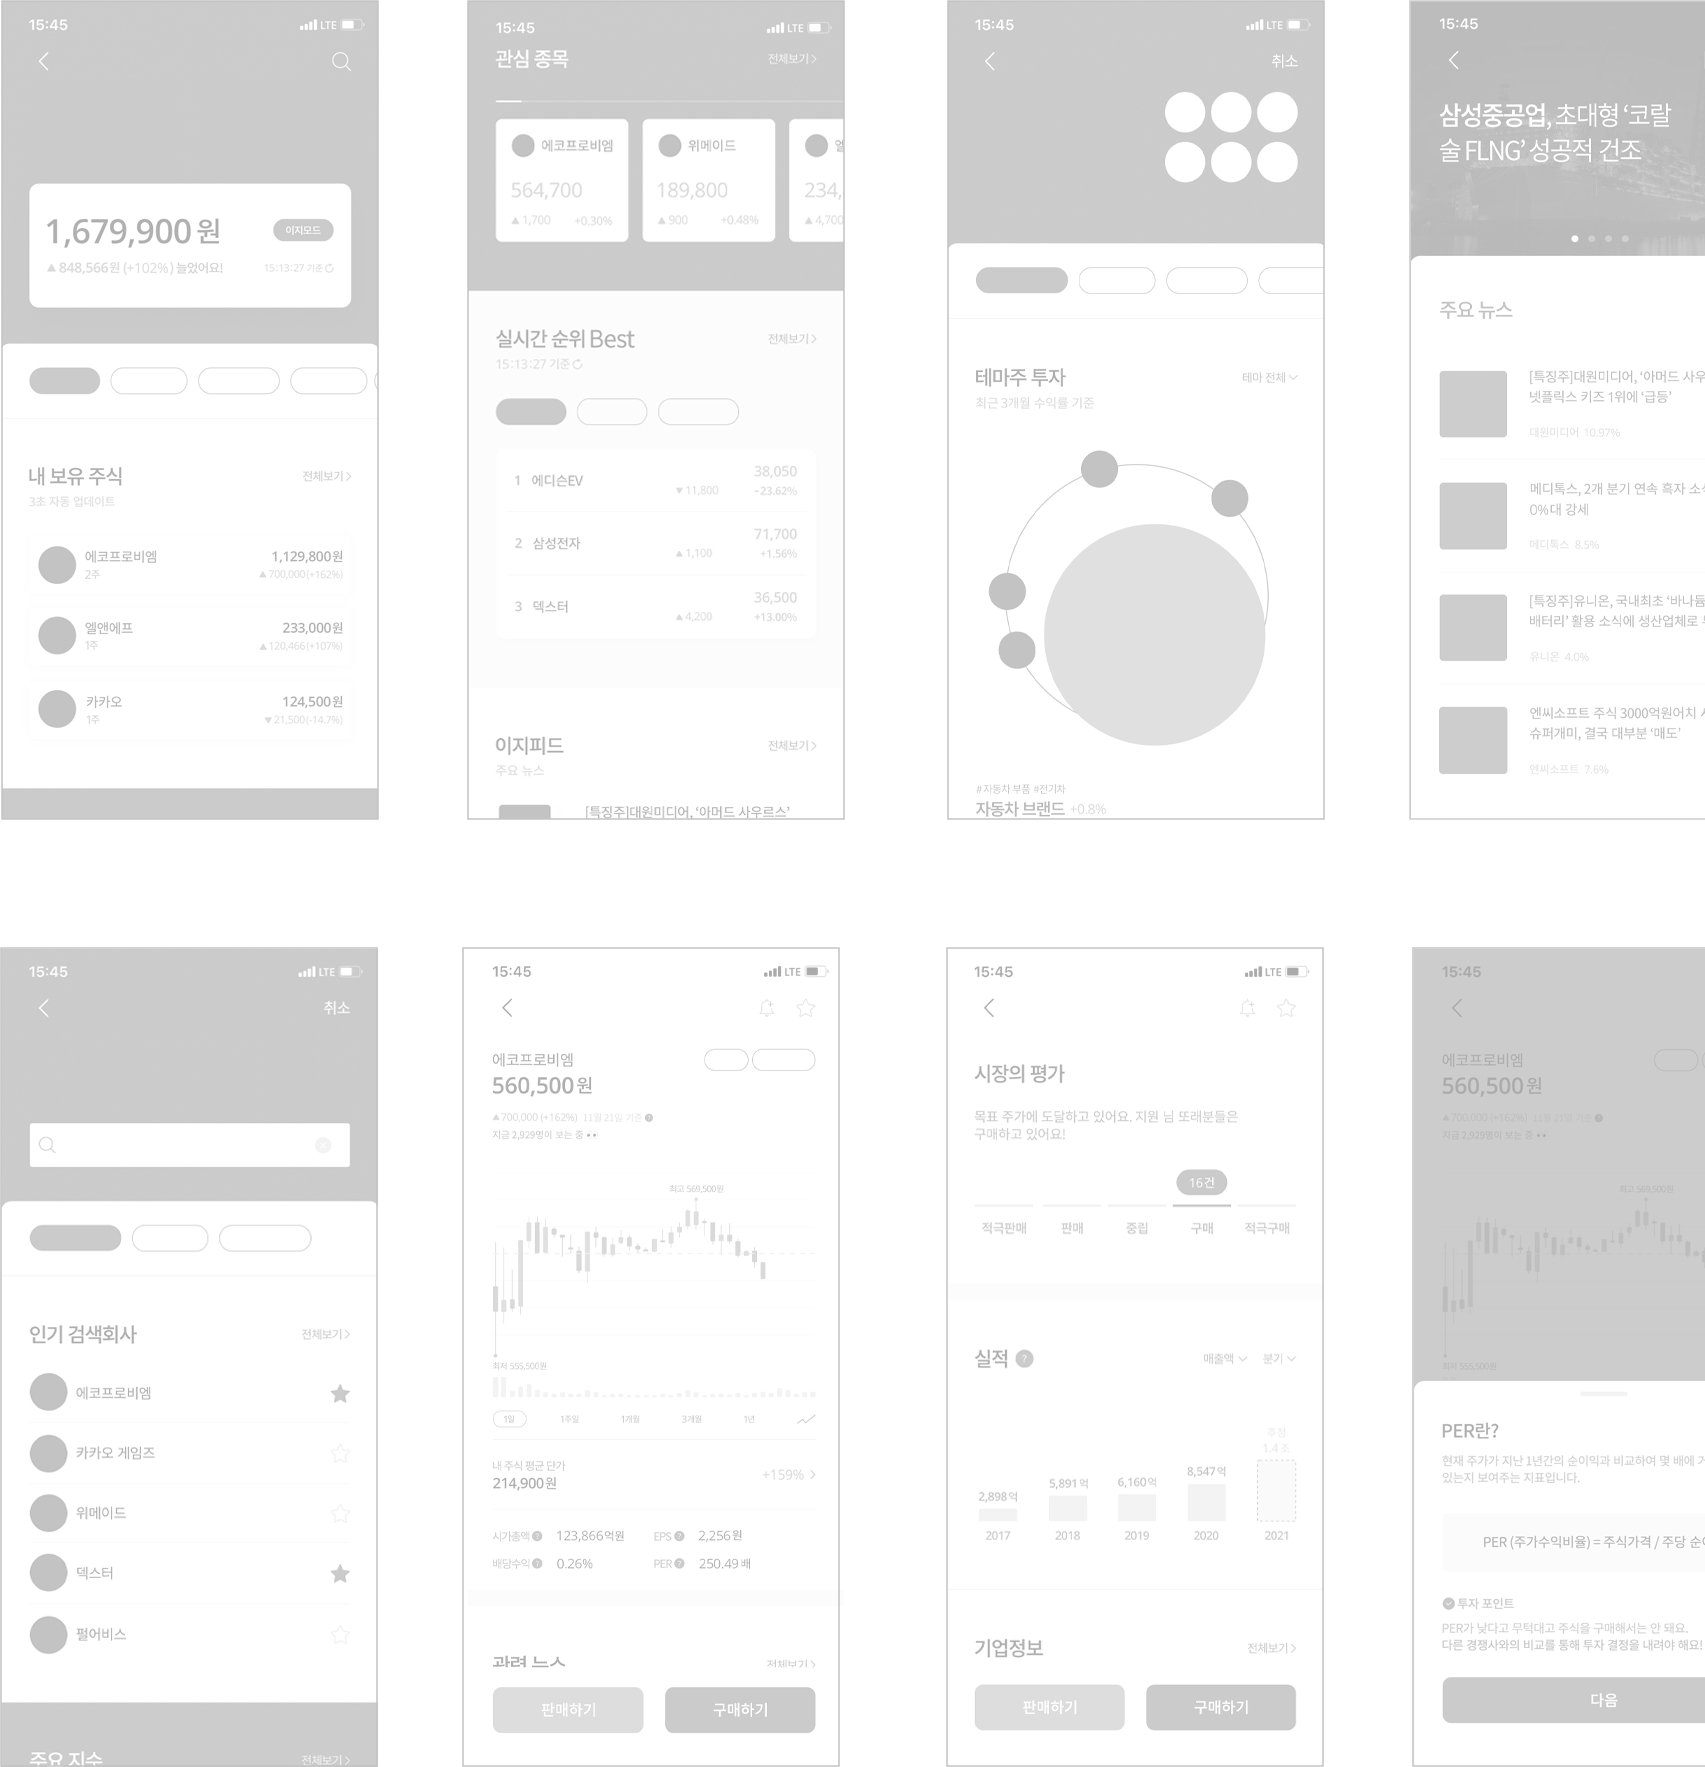 15:45
LTE
1,679,900 원
이지모드
▲ 848,566원 (+102%) 늘었어요!
15:13:27 기준
내 보유 주식
전체보기 >
3초 자동 업데이트
에코프로비엠
1,129,800원
2주
▲ 700,000(+162%)
엘앤에프
233,000원
1주
▲ 120,466(+107%)
카카오
124,500원
1주
▼ 21,500(-14.7%)
15:45
LTE
관심 종목
전체보기 >
에코프로비엠
564,700
▲ 1,700
+0.30%
위메이드
189,800
▲ 900
+0.48%
234,
▲ 4,700
실시간 순위 Best
전체보기 >
15:13:27 기준
1 에디슨EV
38,050
▼ 11,800
-23.62%
2 삼성전자
71,700
▲ 1,100
+1.56%
3 덱스터
36,500
▲ 4,200
+13.00%
이지피드
전체보기 >
주요 뉴스
[특징주]대원미디어, ‘아머드 사우르스’
15:45
LTE
취소
테마주 투자
테마 전체
최근 3개월 수익률 기준
#자동차 부품 #전기차
자동차 브랜드 +0.8%
15:45
삼성중공업, 초대형 ‘코랄
술 FLNG’ 성공적 건조
주요 뉴스
[특징주]대원미디어, ‘아머드 사우
넷플릭스 키즈 1위에 ‘급등’
대원미디어 10.97%
메디톡스, 2개 분기 연속 흑자 소
0%대 강세
메디톡스 8.5%
[특징주]유니온, 국내최초 ‘바나듐
배터리’ 활용 소식에 생산업체로
유니온 4.0%
엔씨소프트 주식 3000억원어치
슈퍼개미, 결국 대부분 ‘매도’
엔씨소프트 7.6%
15:45
LTE
취소
인기 검색회사
전체보기 >
에코프로비엠
카카오 게임즈
위메이드
덱스터
펄어비스
주요 지수
전체보기 >
15:45
LTE
에코프로비엠
560,500원
▲700,000 (+162%) 11월 21일 기준 ?
지금 2,929명이 보는 중
최고 569,500원
최저 555,500원
1일
1주일
1개월
3개월
1년
내 주식 평균 단가
214,900원
+159% >
시가총액 ? 123,866억원
EPS ? 2,256원
배당수익 ? 0.26%
PER ? 250.49 배
관련 뉴스
전체보기 >
판매하기
구매하기
15:45
LTE
시장의 평가
목표 주가에 도달하고 있어요. 지원 님 또래분들은
구매하고 있어요!
16건
적극판매
판매
중립
구매
적극구매
실적 ?
매출액
분기
추정
1.4 조
8,547억
6,160억
5,891억
2,898억
2017
2018
2019
2020
2021
기업정보
전체보기 >
판매하기
구매하기
15:45
에코프로비엠
560,500원
▲700,000 (+162%) 11월 21일 기준 ?
지금 2,929명이 보는 중
최고 569,500원
최저 555,500원
PER란?
현재 주가가 지난 1년간의 순이익과 비교하여 몇 배에
있는지 보여주는 지표입니다.
PER (주가수익비율) = 주식가격 / 주당 순
투자 포인트
PER가 낮다고 무턱대고 주식을 구매해서는 안 돼요.
다른 경쟁사와의 비교를 통해 투자 결정을 내려야 해요!
다음